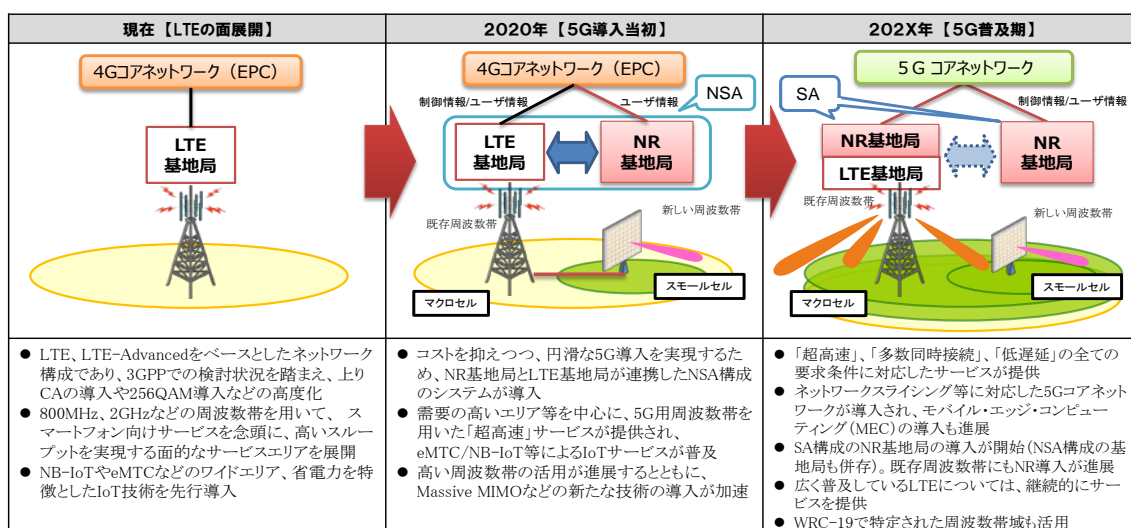 現在 【LTEの面展開】
4Gコアネットワーク（EPC）
LTE
基地局
マクロセル
● LTE、LTE-Advancedをベースとしたネットワーク
構成であり、3GPPでの検討状況を踏まえ、上り
CAの導入や256QAM導入などの高度化
● 800MHz、2GHzなどの周波数帯を用いて、 ス
マートフォン向けサービスを念頭に、高いスルー
プットを実現する面的なサービスエリアを展開
● NB-IoTやeMTCなどのワイドエリア、省電力を特
徴としたIoT技術を先行導入
2020年 【5G導入当初】
4Gコアネットワーク（EPC）
制御情報/ユーザ情報
ユーザ情報
NSA
LTE
基地局
NR
基地局
既存周波数帯
新しい周波数帯
スモールセル
● コストを抑えつつ、円滑な5G導入を実現するた
め、NR基地局とLTE基地局が連携したNSA構成
のシステムが導入
● 需要の高いエリア等を中心に、5G用周波数帯を
用いた「超高速」サービスが提供され、
eMTC/NB-IoT等によるIoTサービスが普及
● 高い周波数帯の活用が進展するとともに、
Massive MIMOなどの新たな技術の導入が加速
202X年 【5G普及期】
5G コアネットワーク
SA
制御情報/ユーザ情報
NR基地局
LTE基地局
NR
基地局
既存周波数帯
新しい周波数帯
マクロセル
スモールセル
● 「超高速」、「多数同時接続」、「低遅延」の全ての
要求条件に対応したサービスが提供
● ネットワークスライシング等に対応した5Gコアネット
ワークが導入され、モバイル・エッジ・コンピュー
ティング（MEC）の導入も進展
● SA構成のNR基地局の導入が開始（NSA構成の基
地局も併存）。既存周波数帯にもNR導入が進展
● 広く普及しているLTEについては、継続的にサー
ビスを提供
● WRC-19で特定された周波数帯域も活用